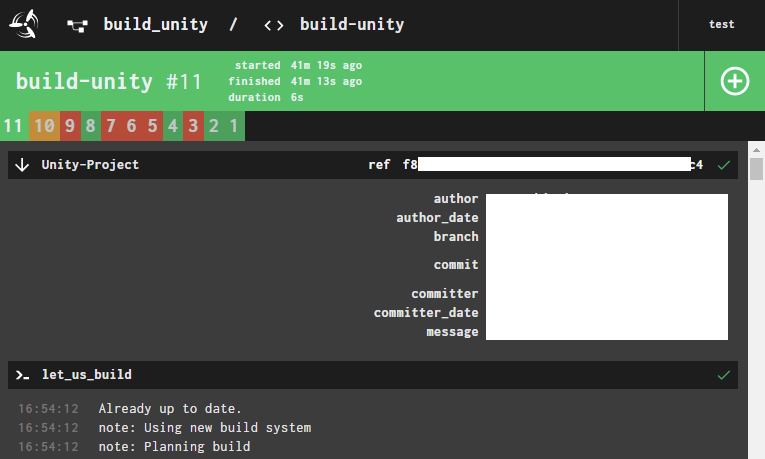 build_unity / <> build-unity test
build-unity #11
started 41m 19s ago
finished 41m 13s ago
duration 6s
11 10 9 8 7 6 5 4 3 2 1
Unity-Project ref f8 c4
author
author_date
branch
commit
committer
committer_date
message
let_us_build
16:54:12 Already up to date.
16:54:12 note: Using new build system
16:54:12 note: Planning build